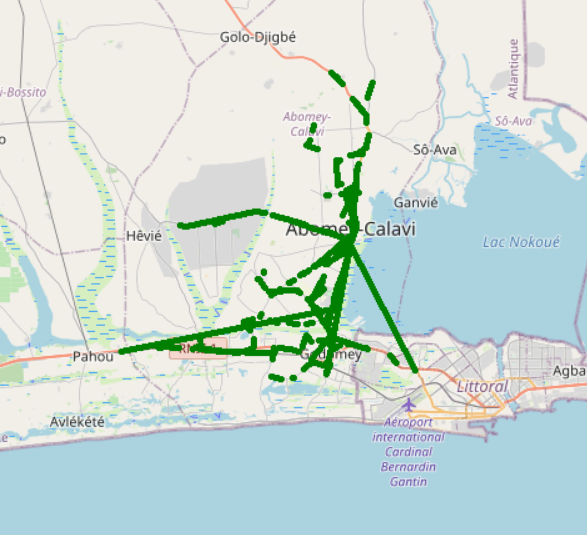 Golo-Djigbé
Atlantique
i-Bossito
Abomey-
Calavi
Sô-Ava
Sô-Ava
Ganvié
Abomey-Calavi
Hêvié
Lac Nokoué
Pahou
Godomey
Littoral
Agba
Avlékété
Aéroport
international
Cardinal
Bernardin
Gantin